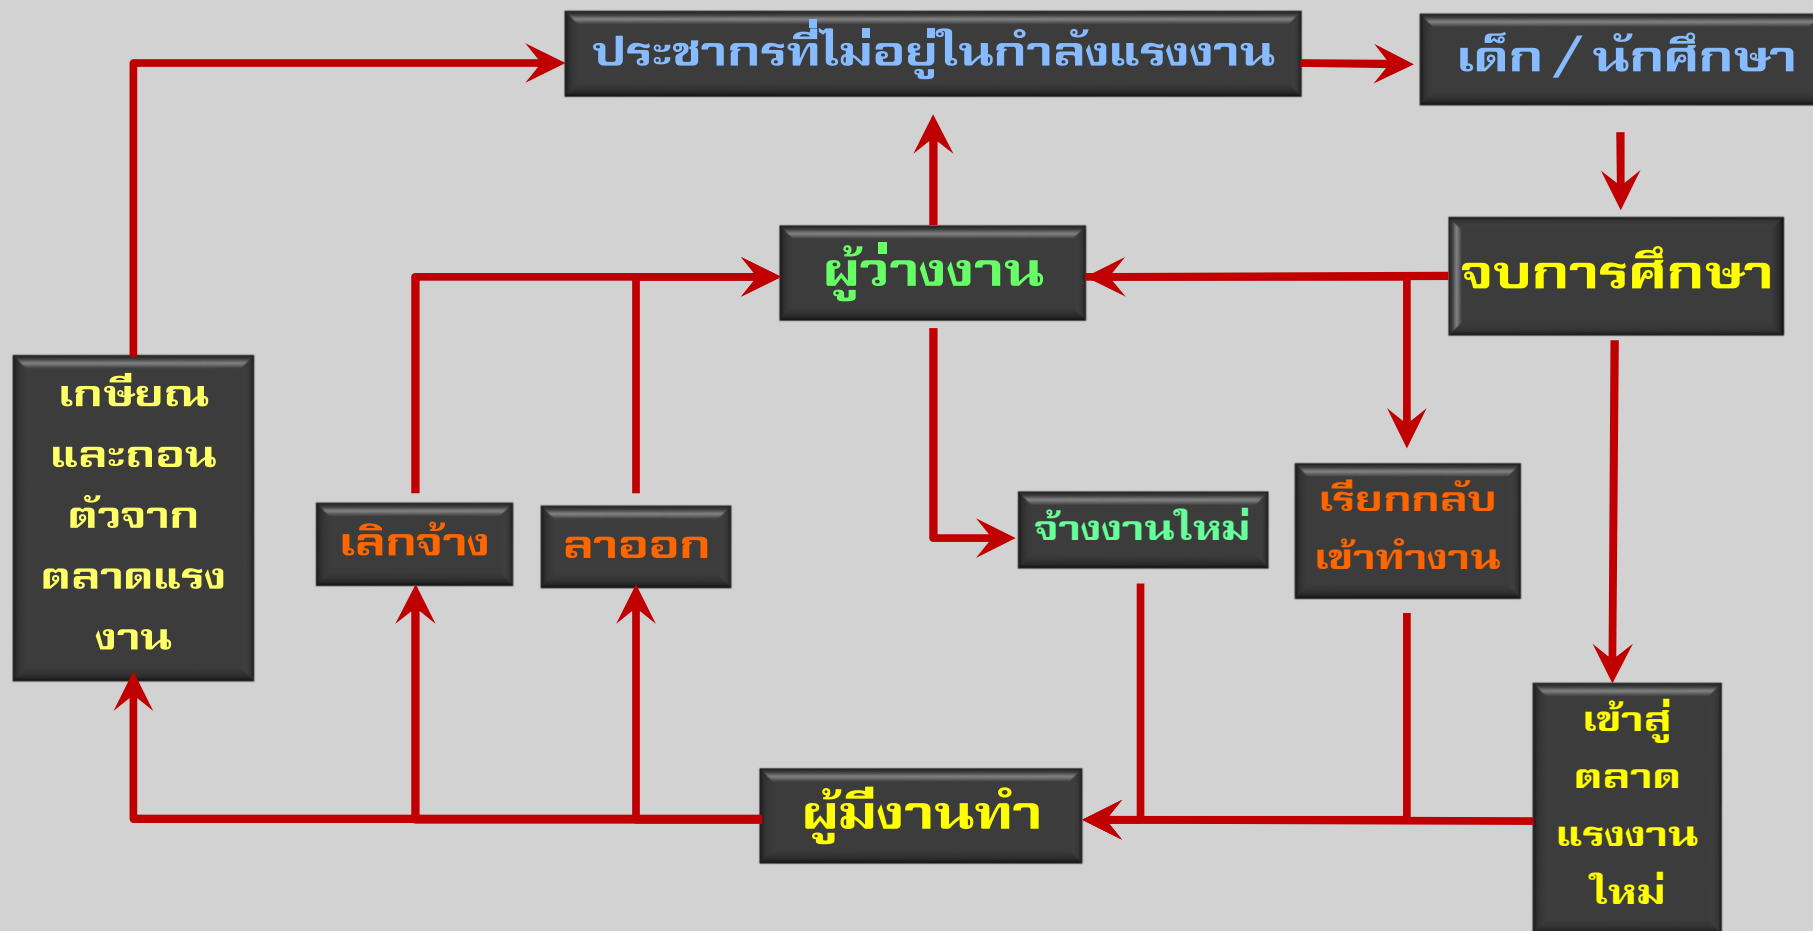 ประชากรที่ไม่อยู่ในกำลังแรงงาน
เด็ก / นักศึกษา
ผู้ว่างงาน
จบการศึกษา
เกษียณ
และถอน
ตัวจาก
ตลาดแรง
งาน
เลิกจ้าง
ลาออก
จ้างงานใหม่
เรียกกลับ
เข้าทำงาน
ผู้มีงานทำ
เข้าสู่
ตลาด
แรงงาน
ใหม่